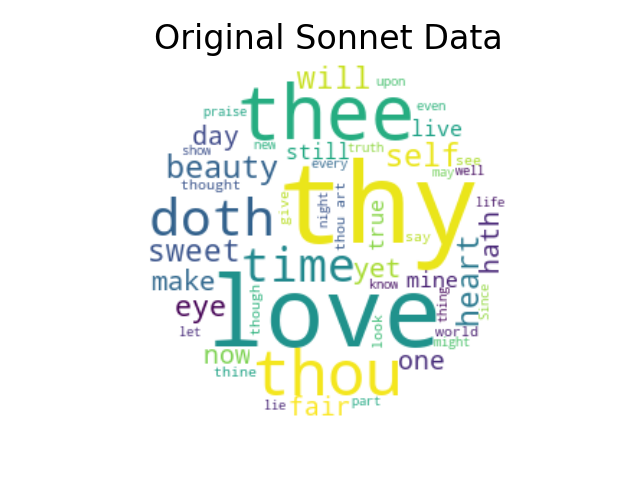 Original Sonnet Data
will
upon
thee
praise
even
day
new
still
truth
live
show
every
self
see
beauty
may
well
thought
thy
give
night
thou art
true
life
doth
say
hath
sweet
time
yet
heart
make
know
mine
thing
Since
eye
love
though
look
let
world
might
now
thou
one
thine
lie
fair
part